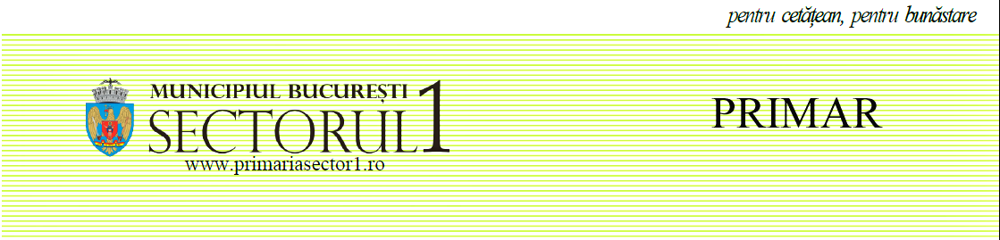 pentru cetățean, pentru bunăstare
MUNICIPIUL BUCUREȘTI
SECTORUL 1
www.primariasector1.ro
PRIMAR